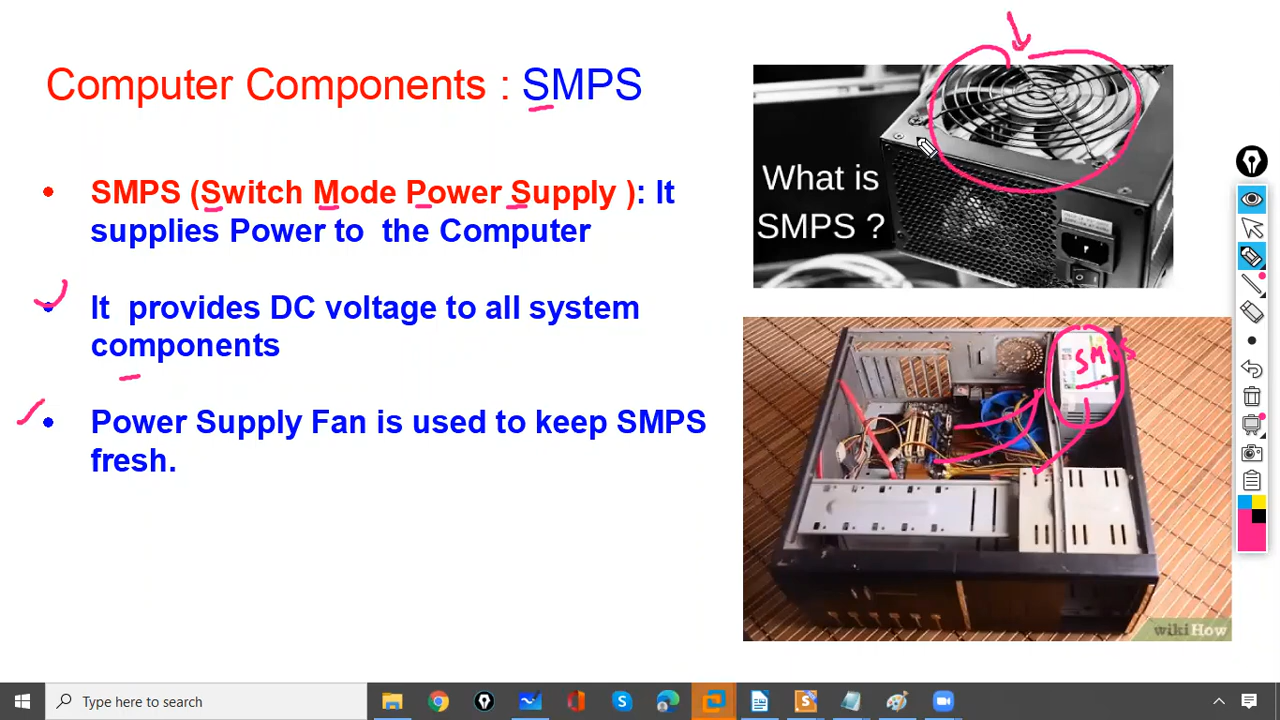 Computer Components : SMPS
SMPS (Switch Mode Power Supply ): It
supplies Power to the Computer
It provides DC voltage to all system
components
Power Supply Fan is used to keep SMPS
fresh.
What is
SMPS ?
SMPS
wikiHow
Type here to search